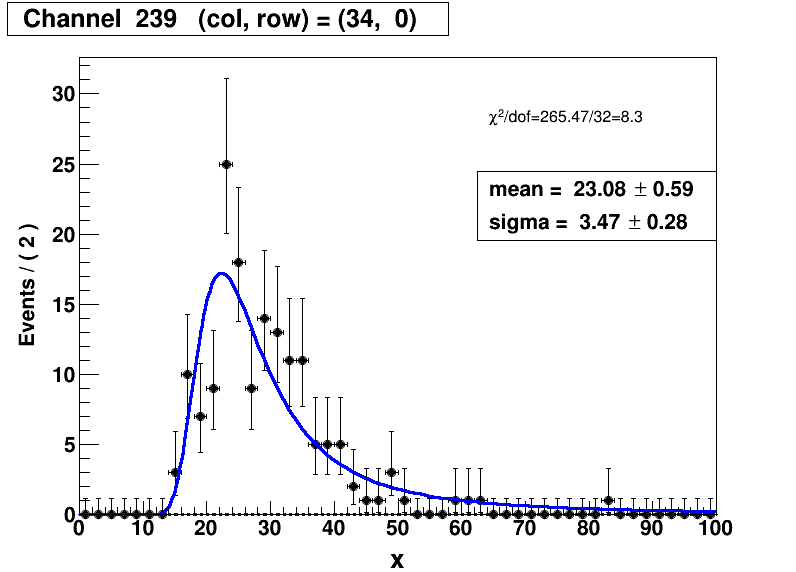 Channel  239   (col, row) = (34,  0)
χ²/dof=265.47/32=8.3
mean =  23.08 ± 0.59
sigma =  3.47 ± 0.28
Events / ( 2 )
30
25
20
15
10
5
0
0 10 20 30 40 50 60 70 80 90 100
x